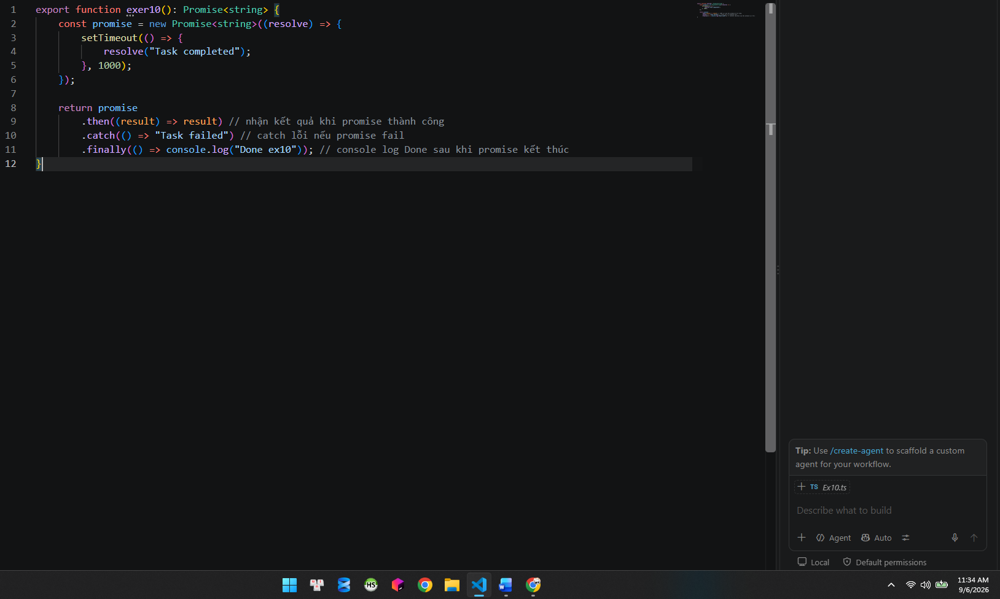 1 export function exer10(): Promise<string> {
2 const promise = new Promise<string>((resolve) => {
3 setTimeout(() => {
4 resolve("Task completed");
5 }, 1000);
6 });
7
8 return promise
9 .then((result) => result) // nhận kết quả khi promise thành công
10 .catch(() => "Task failed") // catch lỗi nếu promise fail
11 .finally(() => console.log("Done ex10")); // console log Done sau khi promise kết thúc
12 }
Tip: Use /create-agent to scaffold a custom
agent for your workflow.
TS Ex10.ts
Describe what to build
Agent Auto
Local Default permissions
HS
W
11:34 AM
9/6/2026